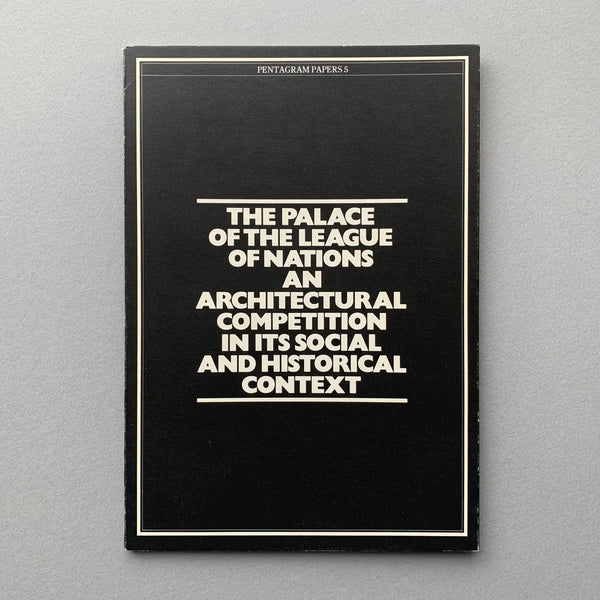 PENTAGRAM PAPERS 5
THE PALACE
OF THE LEAGUE
OF NATIONS
AN
ARCHITECTURAL
COMPETITION
IN ITS SOCIAL
AND HISTORICAL
CONTEXT